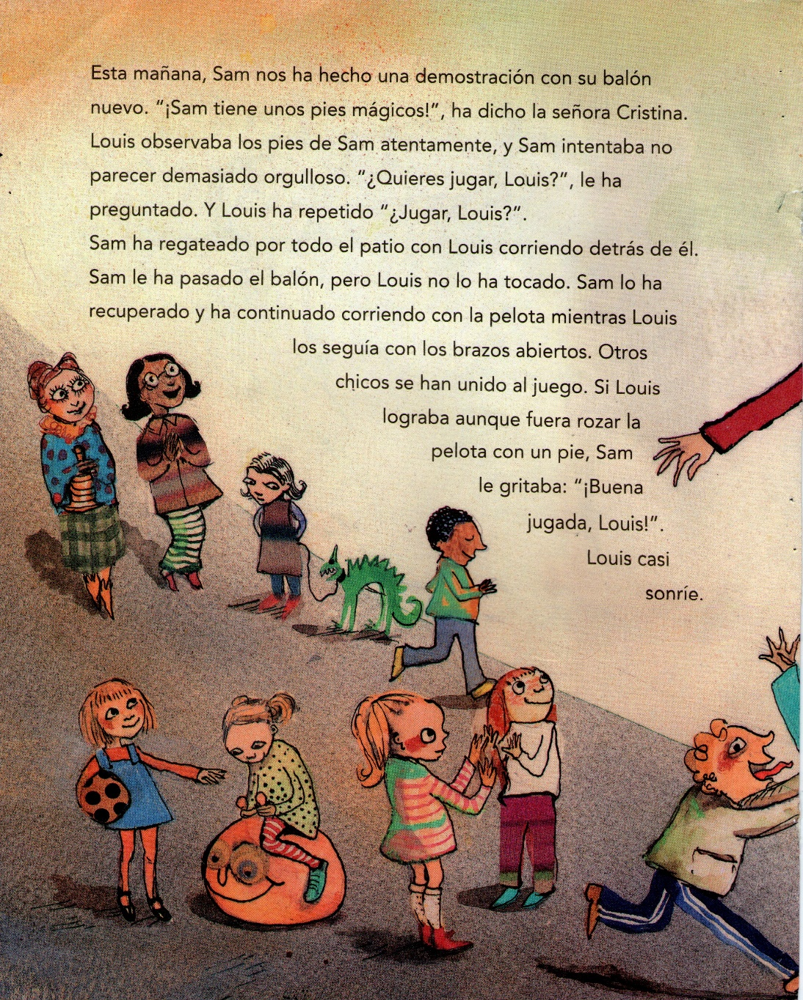 Esta mañana, Sam nos ha hecho una demostración con su balón
nuevo. “¡Sam tiene unos pies mágicos!”, ha dicho la señora Cristina.
Louis observaba los pies de Sam atentamente, y Sam intentaba no
parecer demasiado orgulloso. “¿Quieres jugar, Louis?”, le ha
preguntado. Y Louis ha repetido “¿Jugar, Louis?”.
Sam ha regateado por todo el patio con Louis corriendo detrás de él.
Sam le ha pasado el balón, pero Louis no lo ha tocado. Sam lo ha
recuperado y ha continuado corriendo con la pelota mientras Louis
los seguía con los brazos abiertos. Otros
chicos se han unido al juego. Si Louis
lograba aunque fuera rozar la
pelota con un pie, Sam
le gritaba: “¡Buena
jugada, Louis!”.
Louis casi
sonríe.